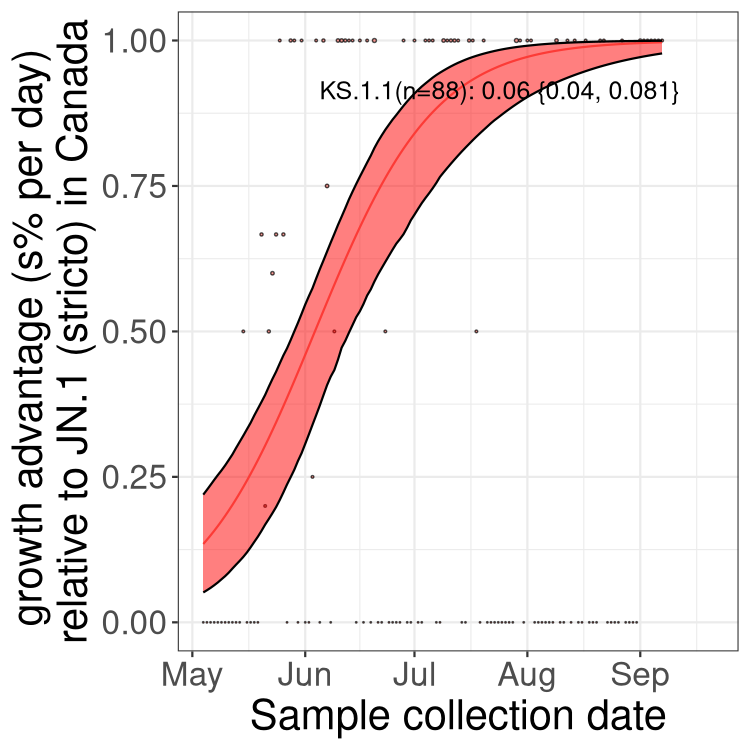 growth advantage (s% per day)
relative to JN.1 (stricto) in Canada
1.00
0.75
0.50
0.25
0.00
KS.1.1(n=88): 0.06 {0.04, 0.081}
May Jun Jul Aug Sep
Sample collection date